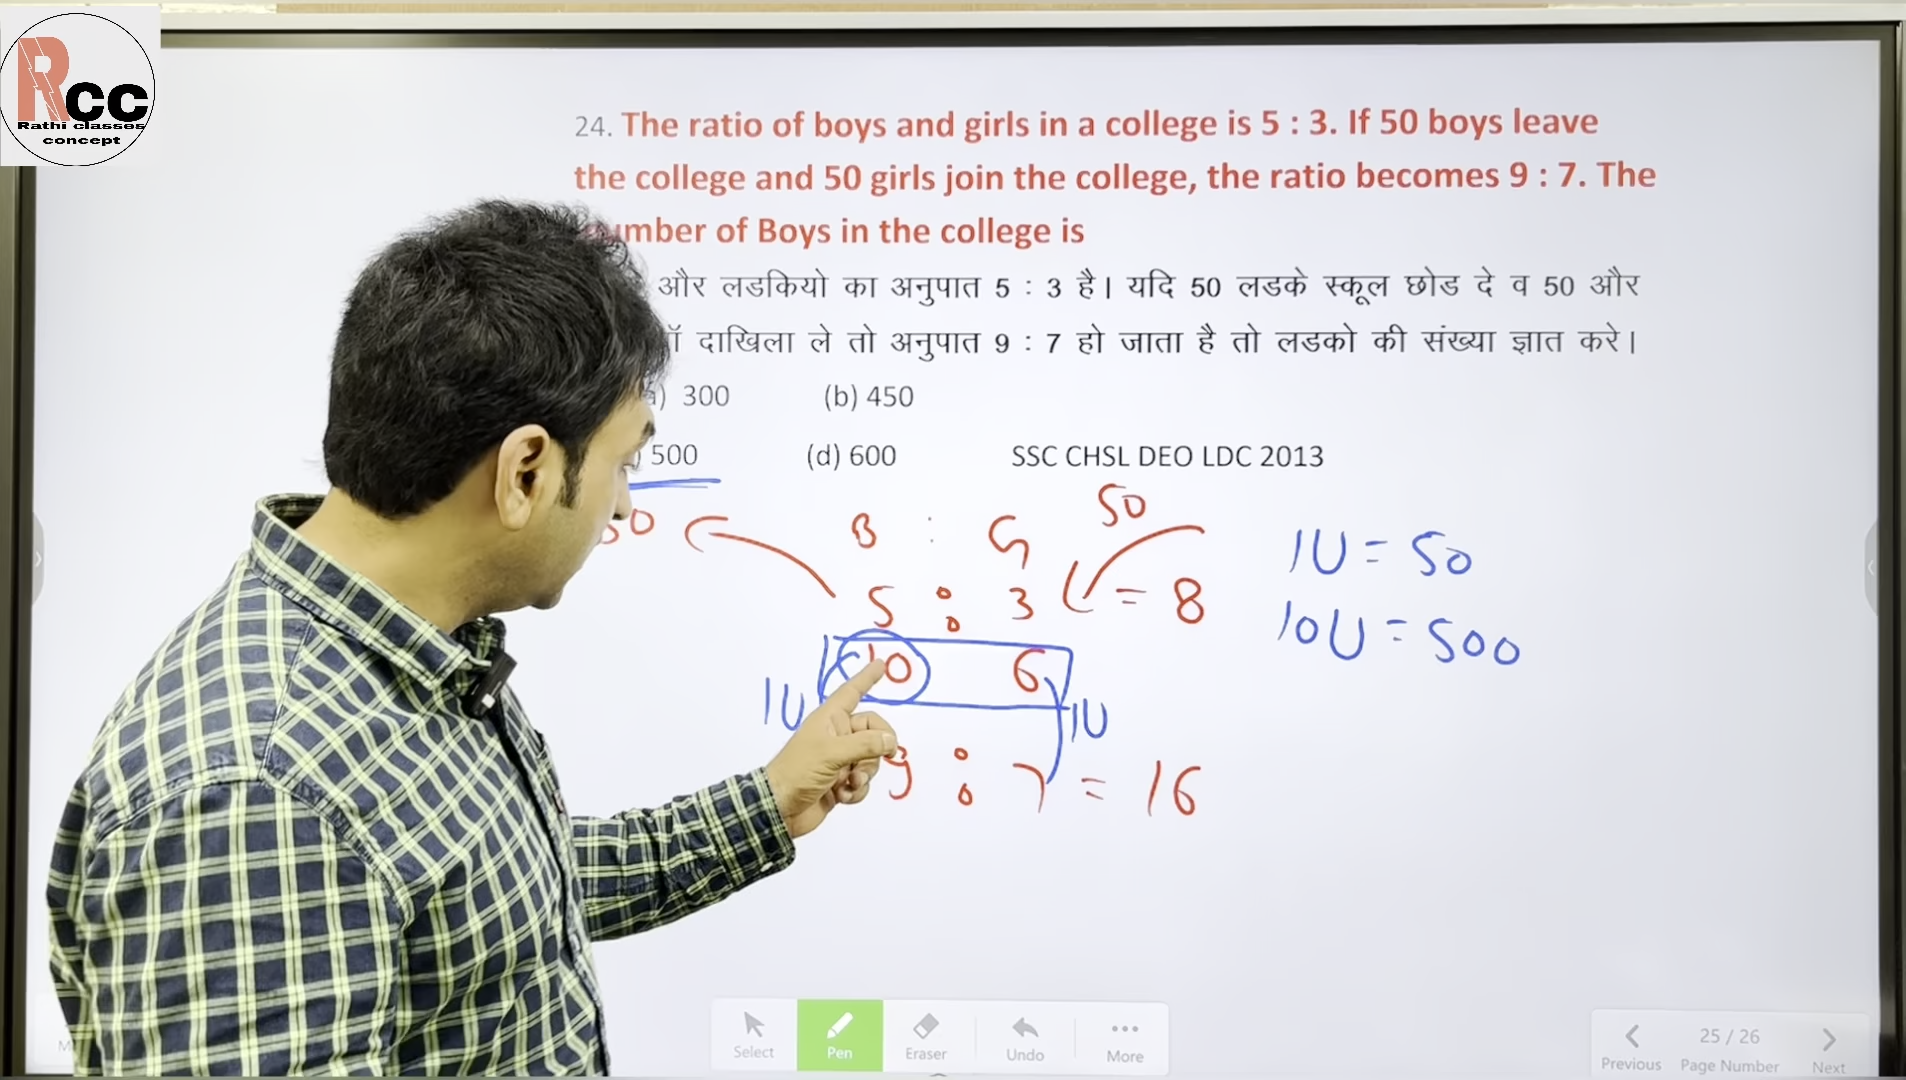 Rcc
Rathi classes
concept
24. The ratio of boys and girls in a college is 5 : 3. If 50 boys leave
the college and 50 girls join the college, the ratio becomes 9 : 7. The
umber of Boys in the college is
और लडकियो का अनुपात 5 : 3 है। यदि 50 लडके स्कूल छोड दे व 50 और
दाखिला ले तो अनुपात 9 : 7 हो जाता है तो लडको की संख्या ज्ञात करे।
a) 300 (b) 450
) 500 (d) 600 SSC CHSL DEO LDC 2013
50
B : G
1U = 50
5 : 3 = 8
10U = 500
10 6
1U 1U
9 : 7 = 16
Select Pen Eraser Undo More
25 / 26
Previous Page Number Next